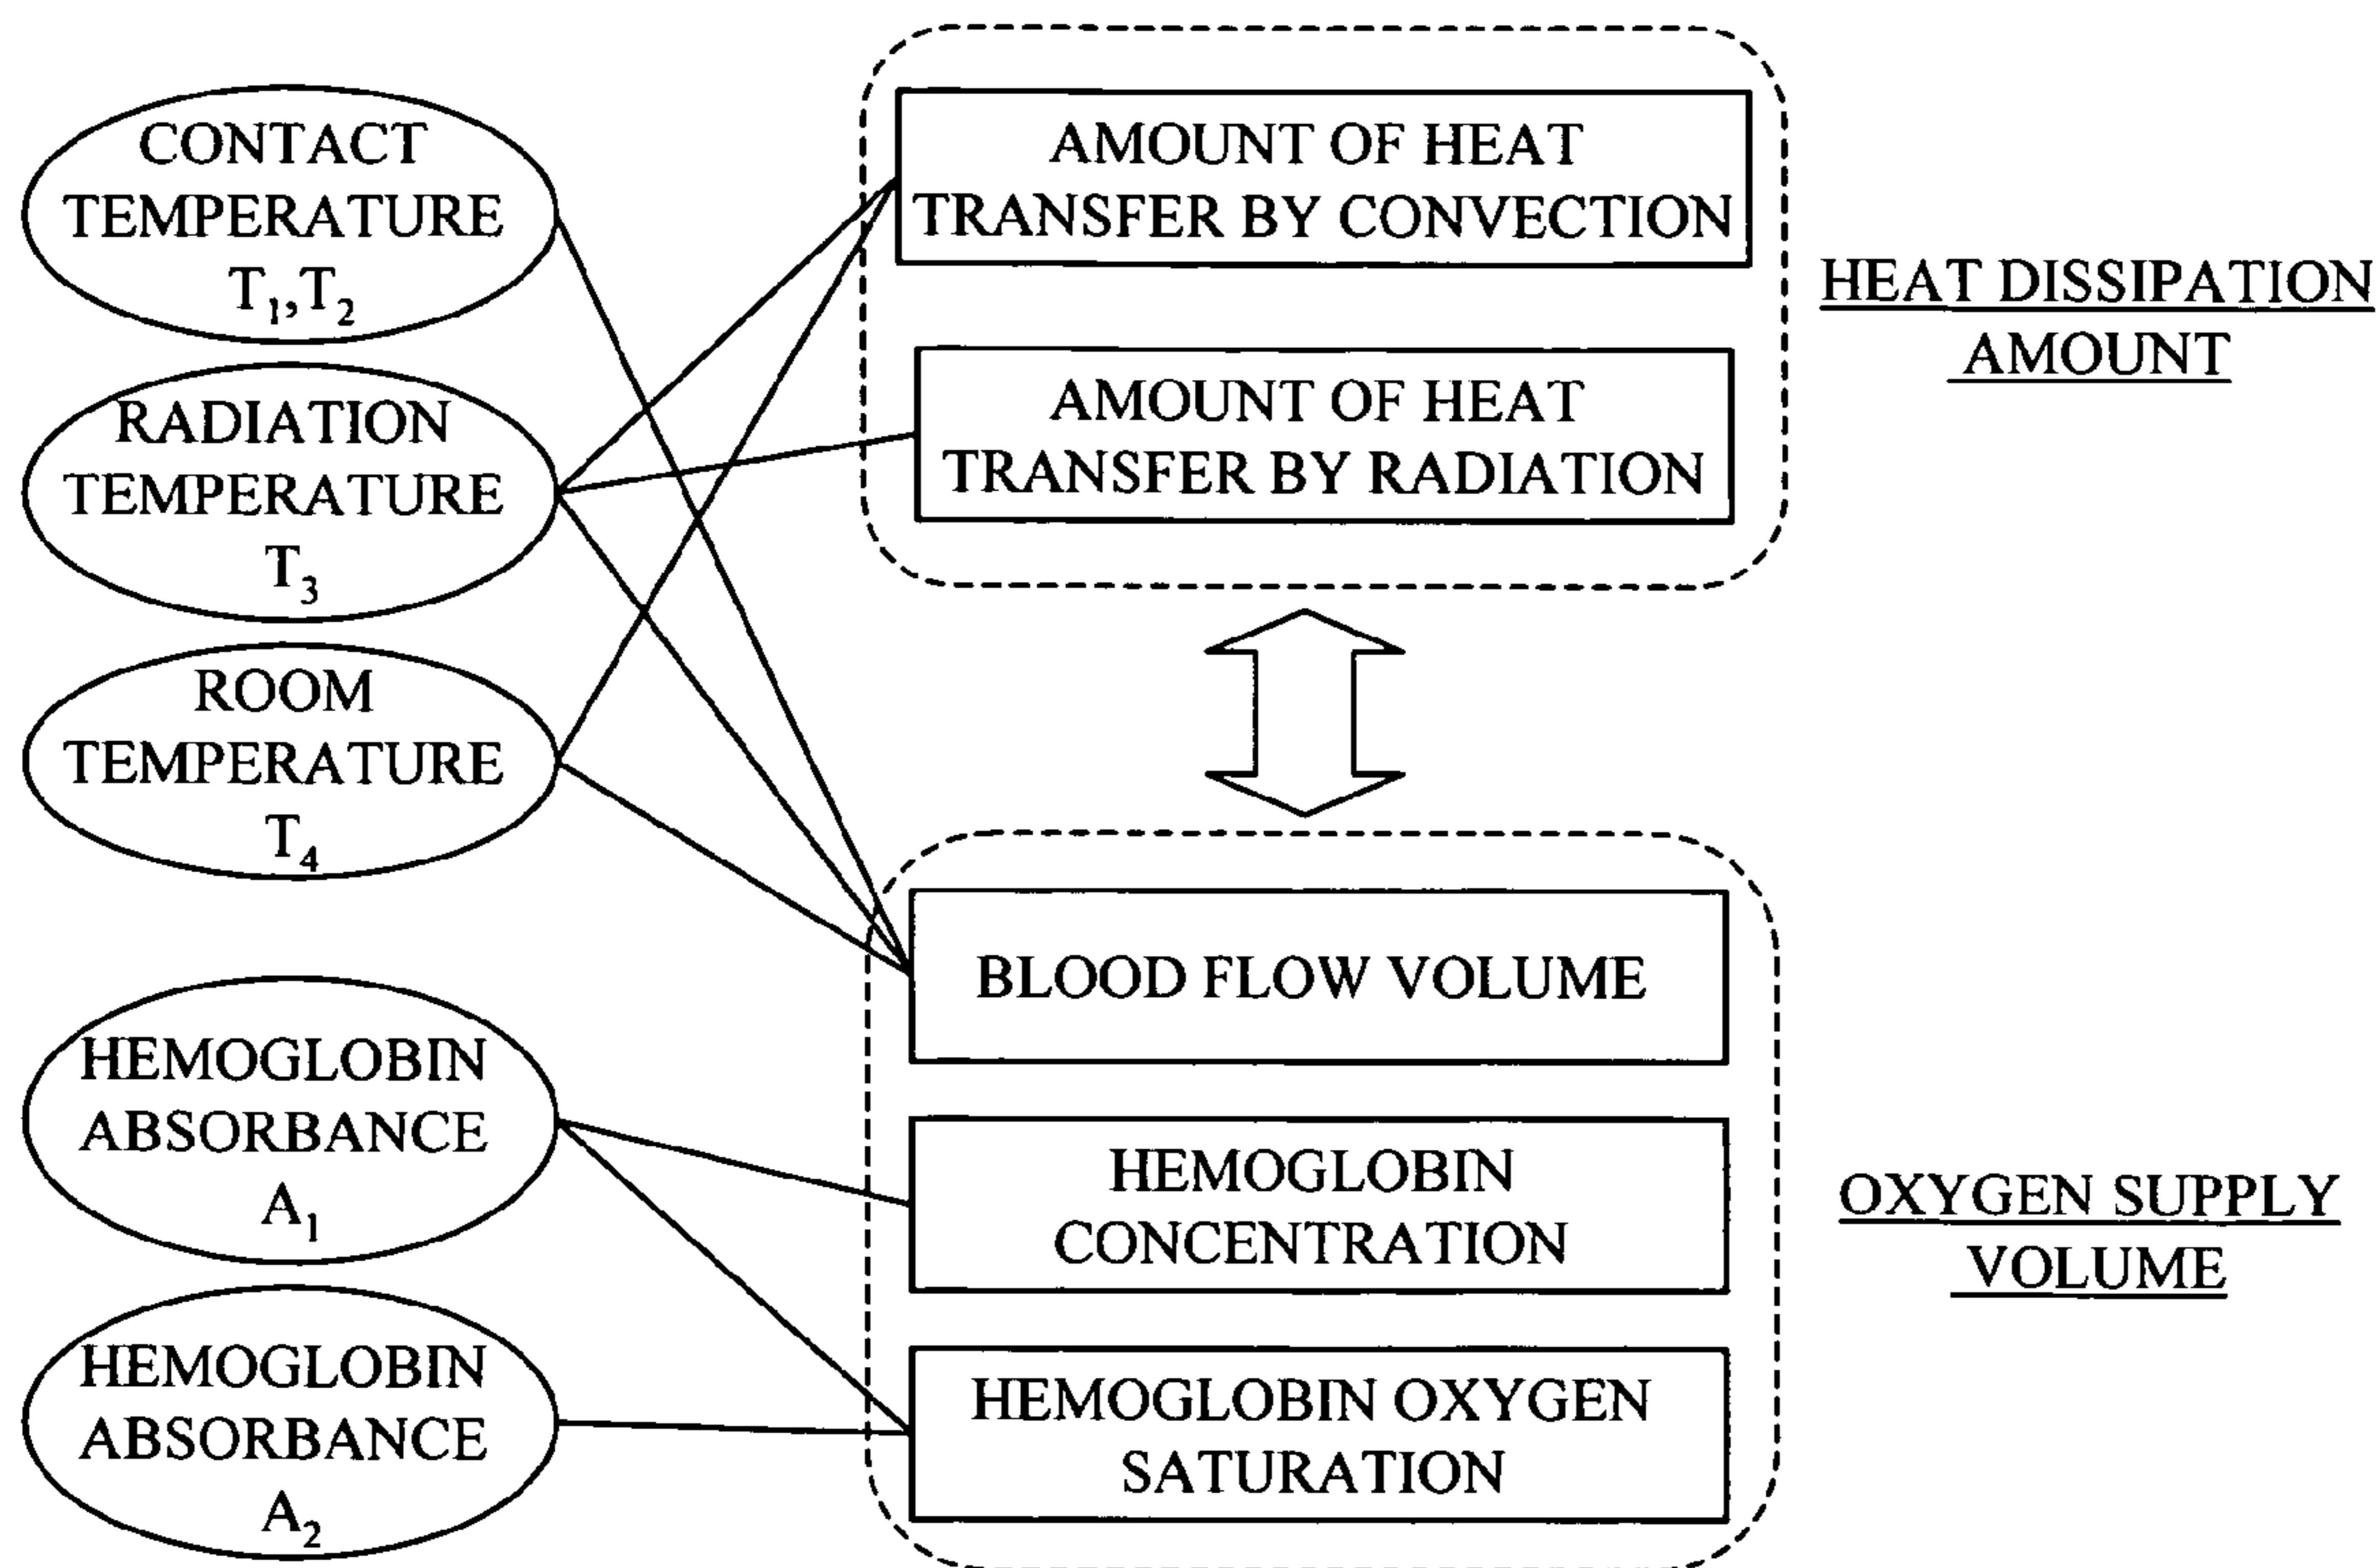 CONTACT
TEMPERATURE
T₁,T₂
RADIATION
TEMPERATURE
T₃
ROOM
TEMPERATURE
T₄
HEMOGLOBIN
ABSORBANCE
A₁
HEMOGLOBIN
ABSORBANCE
A₂
AMOUNT OF HEAT
TRANSFER BY CONVECTION
AMOUNT OF HEAT
TRANSFER BY RADIATION
HEAT DISSIPATION
AMOUNT
BLOOD FLOW VOLUME
HEMOGLOBIN
CONCENTRATION
HEMOGLOBIN OXYGEN
SATURATION
OXYGEN SUPPLY
VOLUME